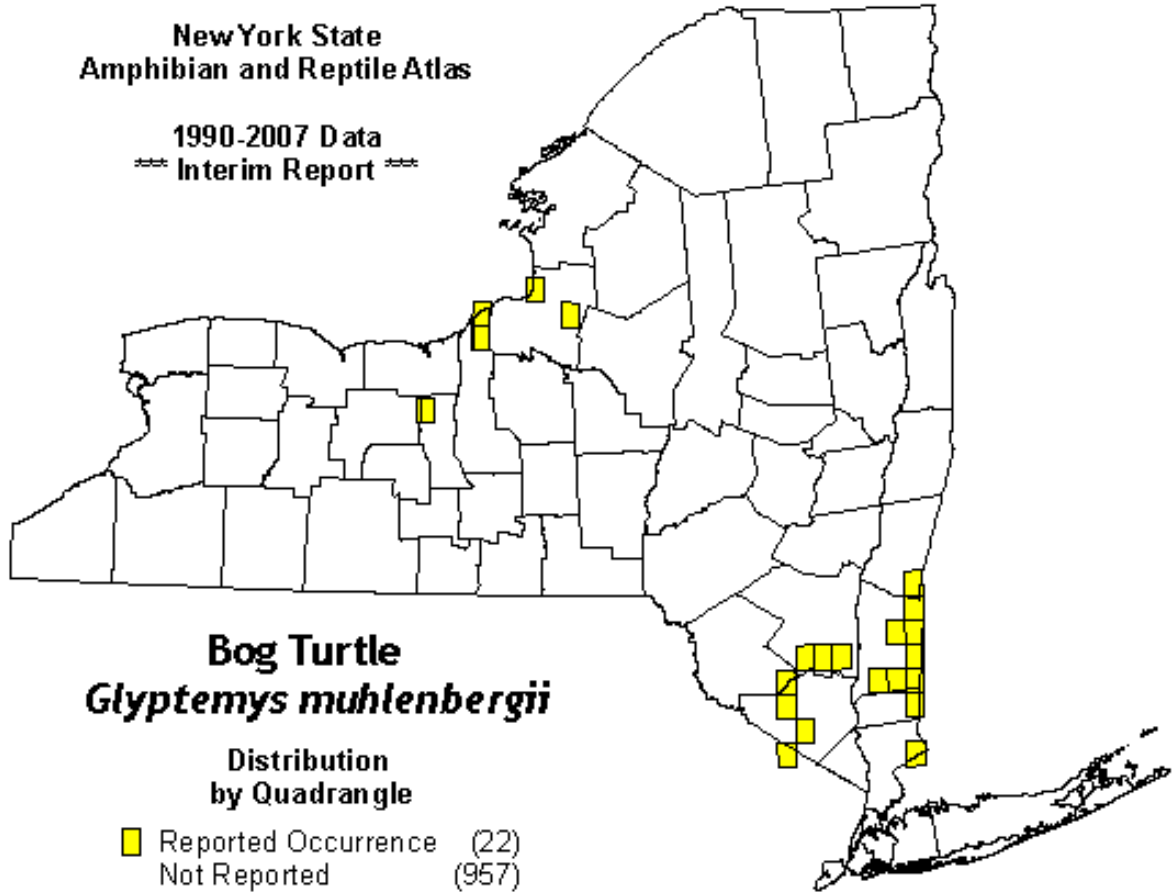 New York State
Amphibian and Reptile Atlas
1990-2007 Data
*** Interim Report ***
Bog Turtle
Glyptemys muhlenbergii
Distribution
by Quadrangle
Reported Occurrence (22)
Not Reported (957)